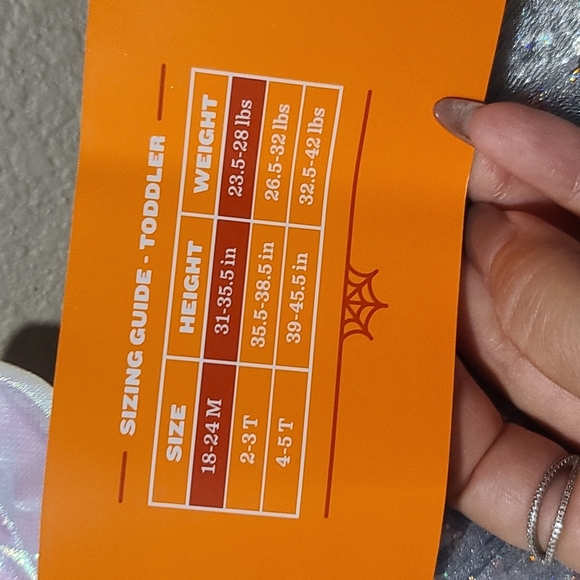 SIZING GUIDE - TODDLER
SIZE HEIGHT WEIGHT
18-24 M 31-35.5 in 23.5-28 lbs
2-3 T 35.5-38.5 in 26.5-32 lbs
4-5 T 39-45.5 in 32.5-42 lbs